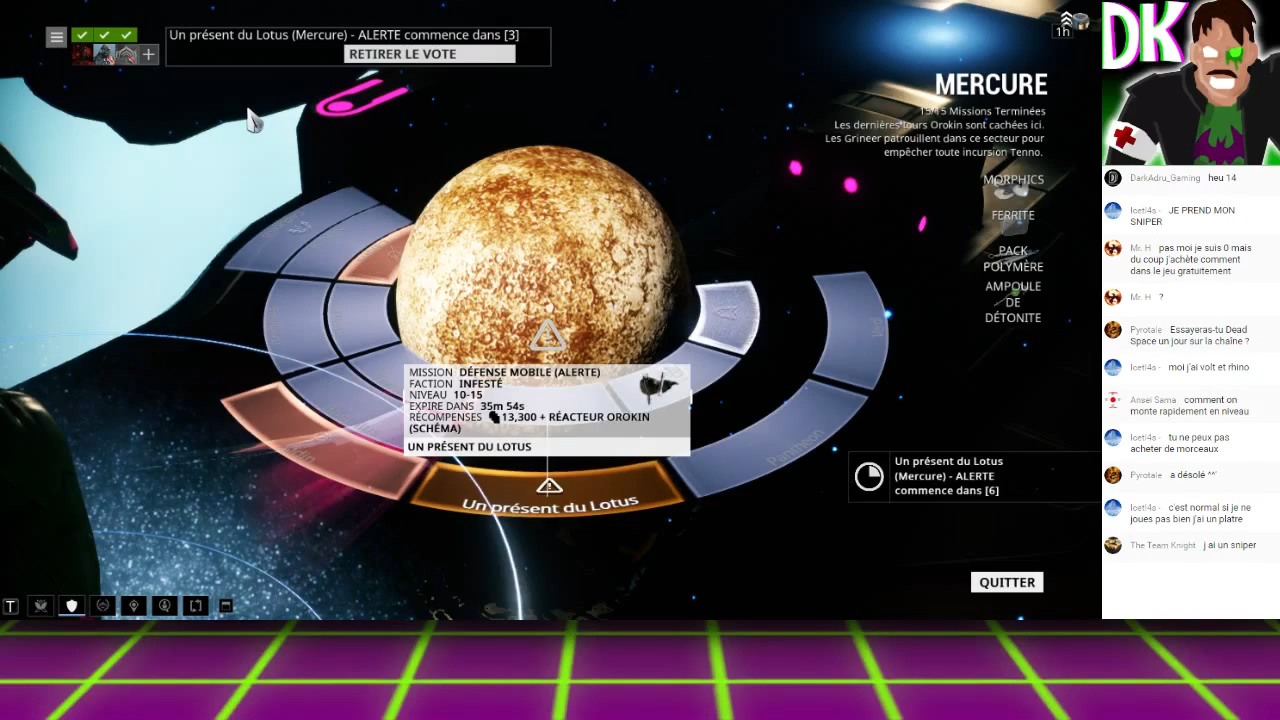 Un présent du Lotus (Mercure) - ALERTE commence dans [3]
RETIRER LE VOTE
1h
MERCURE
15/15 Missions Terminées
Les dernières tours Orokin sont cachées ici.
Les Grineer patrouillent dans ce secteur pour
empêcher toute incursion Tenno.
MORPHICS
FERRITE
PACK
POLYMÈRE
AMPOULE
DE
DÉTONITE
MISSION DÉFENSE MOBILE (ALERTE)
FACTION INFESTÉ
NIVEAU 10-15
EXPIRE DANS 35m 54s
RÉCOMPENSES 13,300 + RÉACTEUR OROKIN
(SCHÉMA)
UN PRÉSENT DU LOTUS
Un présent du Lotus
Pantheon
Un présent du Lotus
(Mercure) - ALERTE
commence dans [6]
QUITTER
T
DK
DarkAdru_Gaming heu 14
Icetl4s - JE PREND MON
SNIPER
Mr. H pas moi je suis 0 mais
du coup j'achète comment
dans le jeu gratuitement
Mr. H ?
Pyrotale Essayeras-tu Dead
Space un jour sur la chaîne ?
Icetl4s - moi j'ai volt et rhino
Ansei Sama comment on
monte rapidement en niveau
Icetl4s - tu ne peux pas
acheter de morceaux
Pyrotale a désolé ^^'
Icetl4s - c'est normal si je ne
joues pas bien j'ai un platre
The Team Knight j ai un sniper